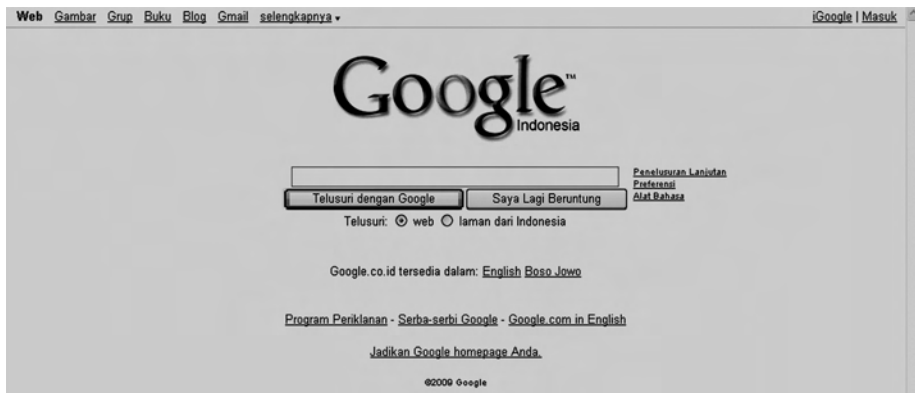 Web Gambar Grup Buku Blog Gmail selengkapnya ▾ iGoogle | Masuk
Google™
Indonesia
Penelusuran Lanjutan
Preferensi
Alat Bahasa
Telusuri dengan Google Saya Lagi Beruntung
Telusuri: web laman dari Indonesia
Google.co.id tersedia dalam: English Boso Jowo
Program Periklanan - Serba-serbi Google - Google.com in English
Jadikan Google homepage Anda.
©2009 Google